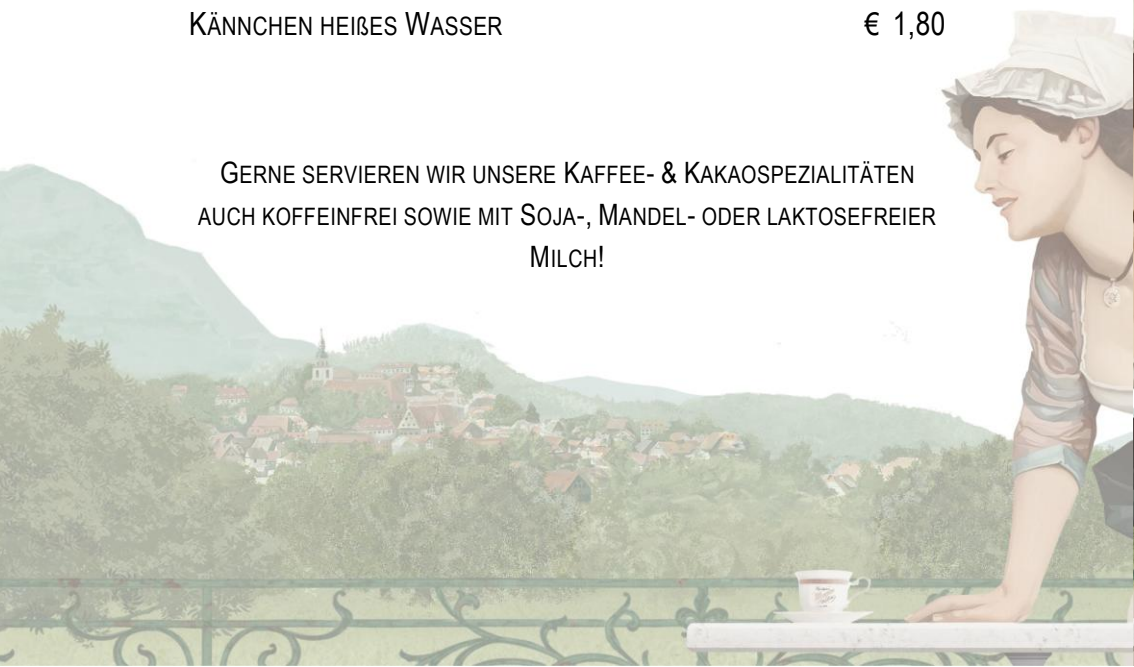 KÄNNCHEN HEIßES WASSER € 1,80
GERNE SERVIEREN WIR UNSERE KAFFEE- & KAKAOSPEZIALITÄTEN
AUCH KOFFEINFREI SOWIE MIT SOJA-, MANDEL- ODER LAKTOSEFREIER
MILCH!